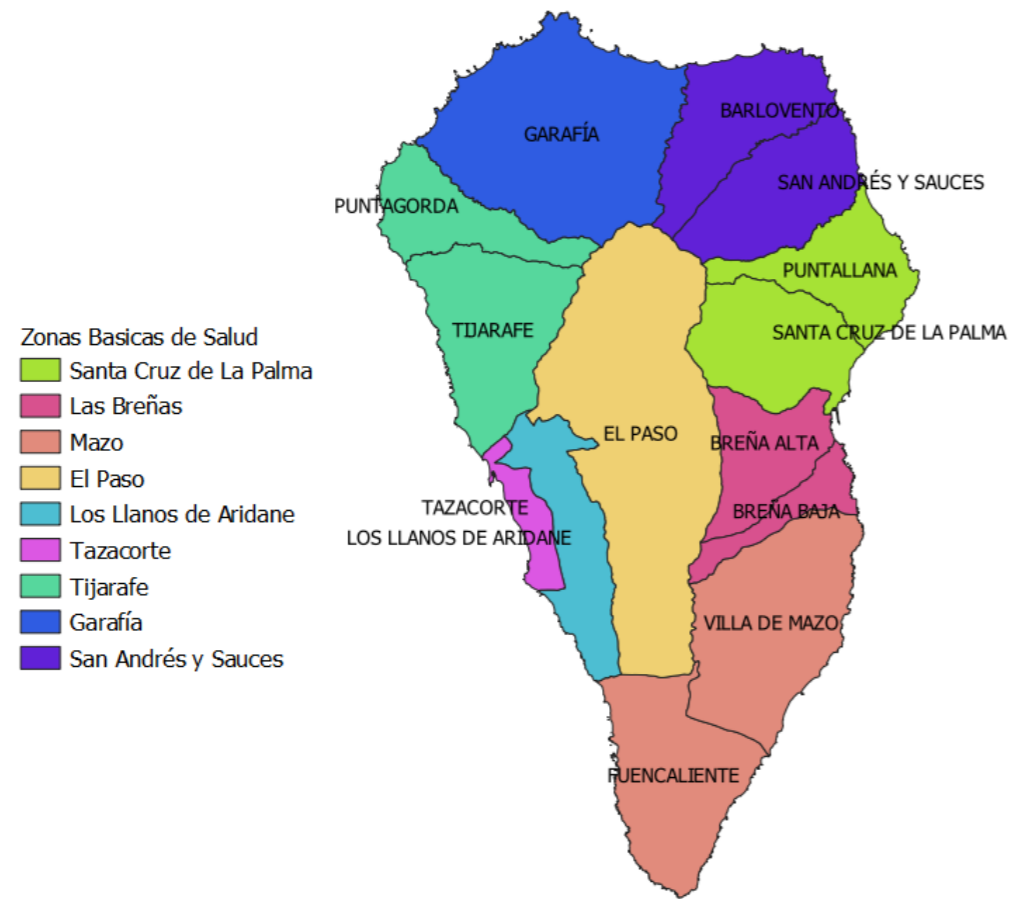 Zonas Basicas de Salud
Santa Cruz de La Palma
Las Breñas
Mazo
El Paso
Los Llanos de Aridane
Tazacorte
Tijarafe
Garafía
San Andrés y Sauces
BARLOVENTO
GARAFÍA
SAN ANDRÉS Y SAUCES
PUNTAGORDA
PUNTALLANA
TIJARAFE
SANTA CRUZ DE LA PALMA
EL PASO
BREÑA ALTA
TAZACORTE
BREÑA BAJA
LOS LLANOS DE ARIDANE
VILLA DE MAZO
FUENCALIENTE